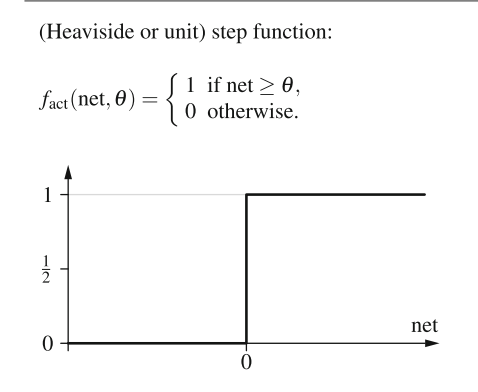 (Heaviside or unit) step function:
f_act(net, θ) = { 1 if net ≥ θ,
0 otherwise.
1
1/2
0
net
0